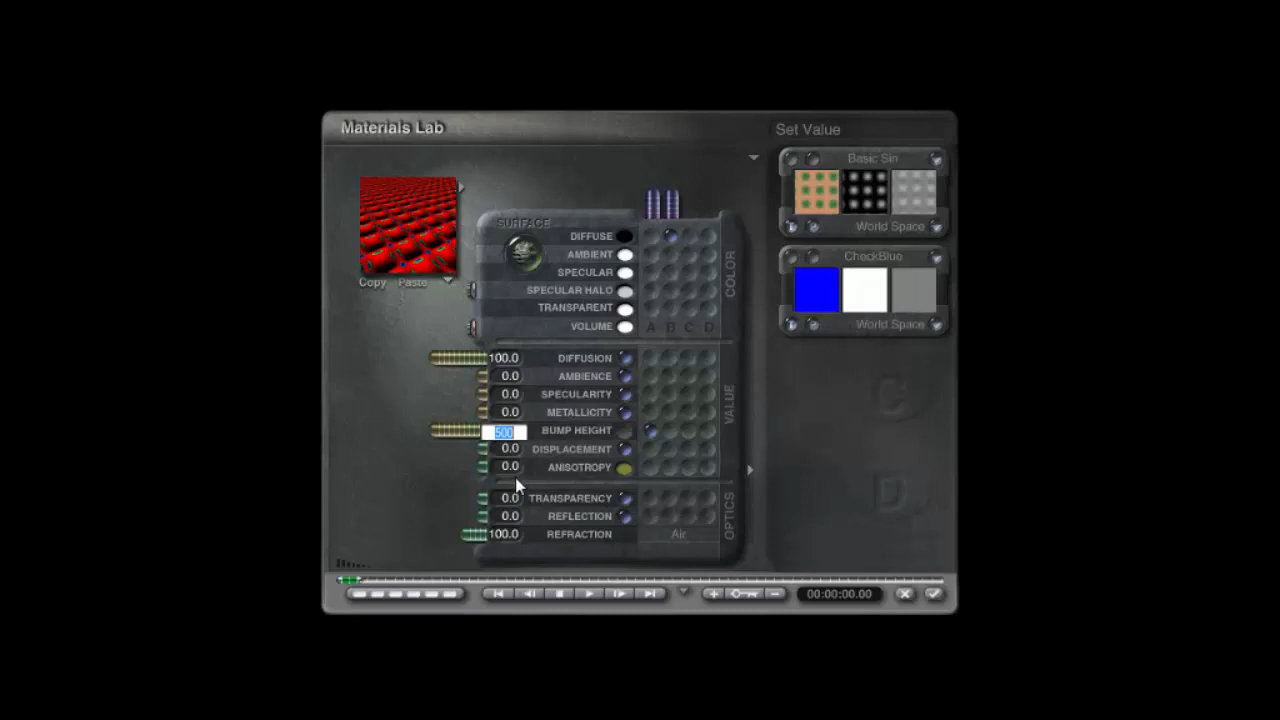 Materials Lab
Set Value
Basic Sin
World Space
CheckBlue
World Space
Copy Paste
SURFACE
DIFFUSE
AMBIENT
SPECULAR
SPECULAR HALO
TRANSPARENT
VOLUME
A B C D
COLOR
100.0 DIFFUSION
0.0 AMBIENCE
0.0 SPECULARITY
0.0 METALLICITY
500 BUMP HEIGHT
0.0 DISPLACEMENT
0.0 ANISOTROPY
VALUE
0.0 TRANSPARENCY
0.0 REFLECTION
100.0 REFRACTION
Air
OPTICS
C
D
00:00:00.00